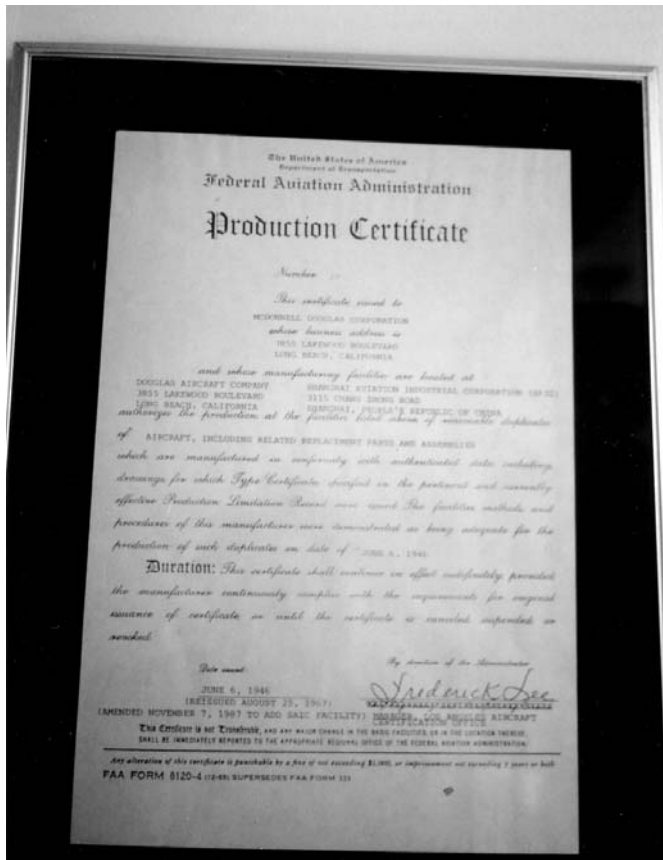 The United States of America
Department of Transportation
Federal Aviation Administration
Production Certificate
Number
This certificate issued to
MCDONNELL DOUGLAS CORPORATION
whose business address is
3855 LAKEWOOD BOULEVARD
LONG BEACH, CALIFORNIA
and whose manufacturing facilities are located at
DOUGLAS AIRCRAFT COMPANY SHANGHAI AVIATION INDUSTRIAL CORPORATION (SAIC)
3855 LAKEWOOD BOULEVARD 3115 CHANG ZHONG ROAD
LONG BEACH, CALIFORNIA SHANGHAI, PEOPLE'S REPUBLIC OF CHINA
authorizes the production at the facilities listed above of reasonable duplicates
of AIRCRAFT, INCLUDING RELATED REPLACEMENT PARTS AND ASSEMBLIES
which are manufactured in conformity with authenticated data, including
drawings for which Type Certificates specified in the pertinent and currently
effective Production Limitation Record were issued. The facilities, methods, and
procedures of this manufacturer were demonstrated as being adequate for the
production of such duplicates on date of JUNE 6, 1946
Duration: This certificate shall continue in effect indefinitely, provided
the manufacturer continuously complies with the requirements for original
issuance of certificate, or until the certificate is canceled, suspended, or
revoked.
Date issued: By direction of the Administrator
JUNE 6, 1946 Frederick Lee
(REISSUED AUGUST 25, 1967)
(AMENDED NOVEMBER 7, 1987 TO ADD SAIC FACILITY) MANAGER, LOS ANGELES AIRCRAFT
CERTIFICATION OFFICE
This Certificate is not Transferable, AND ANY MAJOR CHANGE IN THE BASIC FACILITIES, OR IN THE LOCATION THEREOF,
SHALL BE IMMEDIATELY REPORTED TO THE APPROPRIATE REGIONAL OFFICE OF THE FEDERAL AVIATION ADMINISTRATION.
Any alteration of this certificate is punishable by a fine of not exceeding $1,000, or imprisonment not exceeding 3 years or both
FAA FORM 8120-4 SUPERSEDES FAA FORM 333